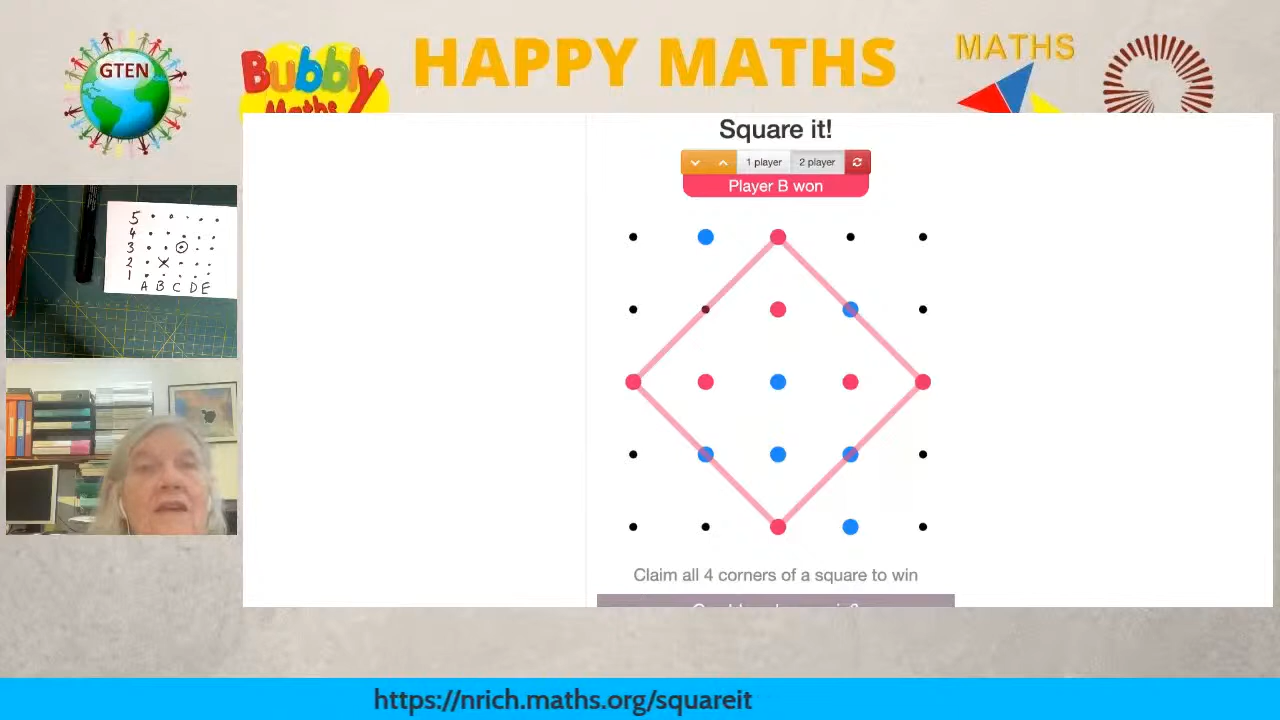 GTEN
Bubbly
Maths
HAPPY MATHS
MATHS
Square it!
1 player
2 player
Player B won
5
4
3
2
1
A B C D E
Claim all 4 corners of a square to win
https://nrich.maths.org/squareit